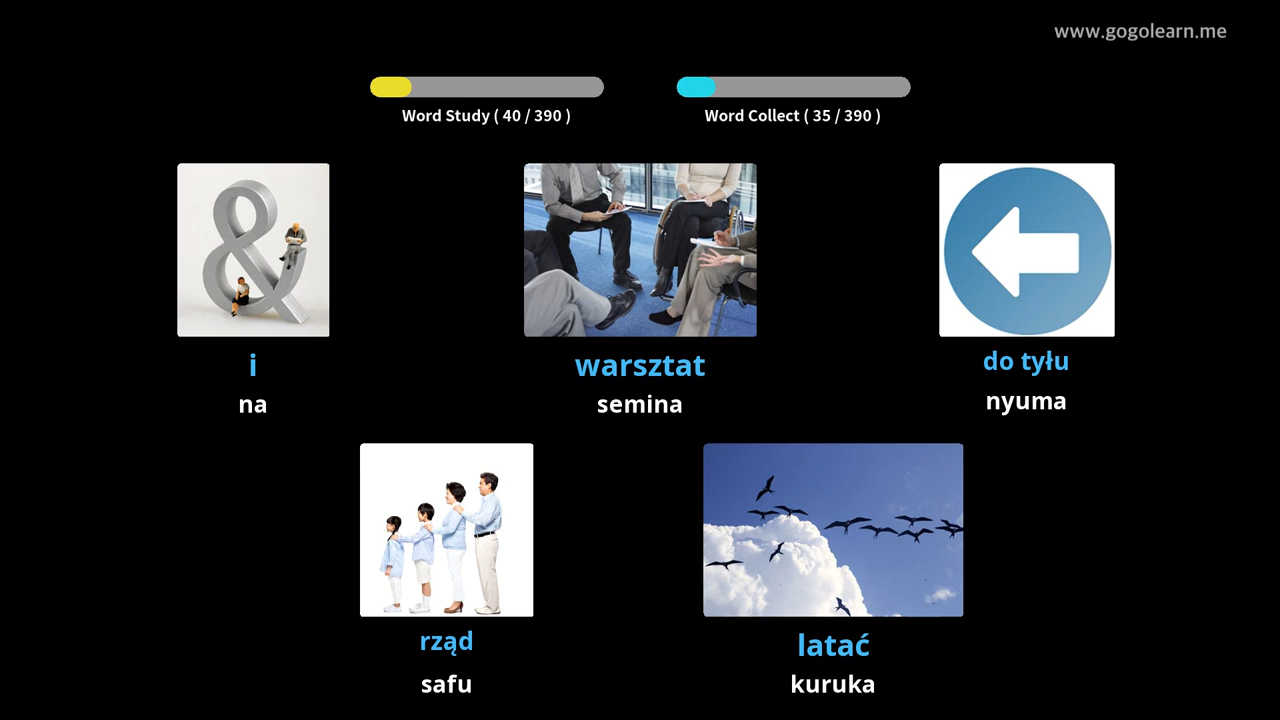 www.gogolearn.me
Word Study ( 40 / 390 )
Word Collect ( 35 / 390 )
i
na
warsztat
semina
do tyłu
nyuma
rząd
safu
latać
kuruka